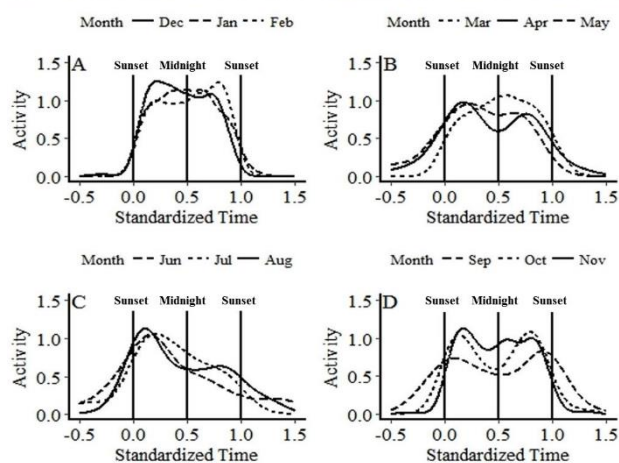 Month Dec Jan Feb
A Sunset Midnight Sunset
1.5
1.0
0.5
0.0
Activity
-0.5 0.0 0.5 1.0 1.5
Standardized Time
Month Mar Apr May
B Sunset Midnight Sunset
1.5
1.0
0.5
0.0
Activity
-0.5 0.0 0.5 1.0 1.5
Standardized Time
Month Jun Jul Aug
C Sunset Midnight Sunset
1.5
1.0
0.5
0.0
Activity
-0.5 0.0 0.5 1.0 1.5
Standardized Time
Month Sep Oct Nov
D Sunset Midnight Sunset
1.5
1.0
0.5
0.0
Activity
-0.5 0.0 0.5 1.0 1.5
Standardized Time